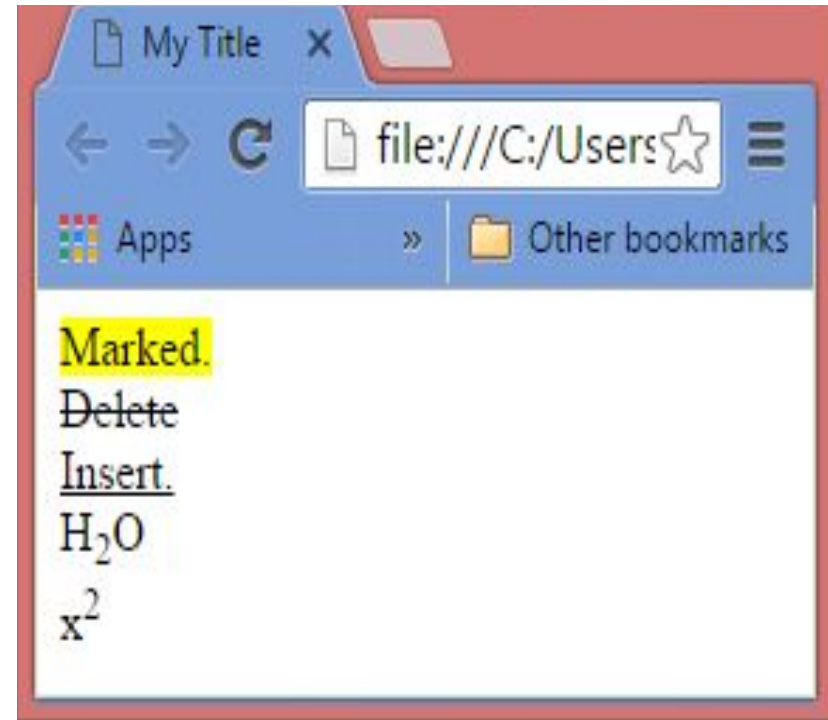 My Title
file:///C:/Users
Apps » Other bookmarks
Marked.
Delete
Insert.
H₂O
x²